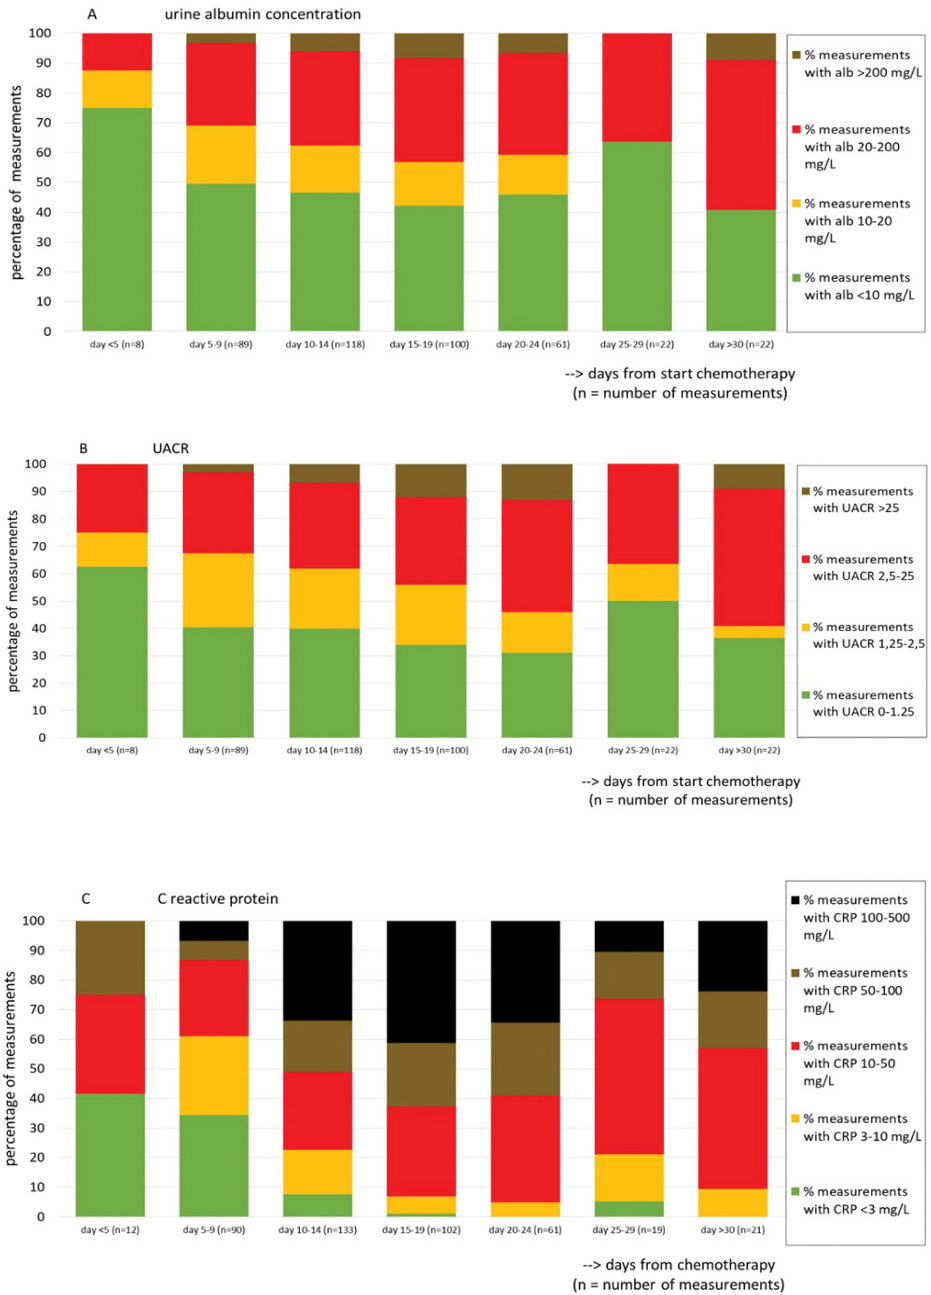 A urine albumin concentration
percentage of measurements
100
90
80
70
60
50
40
30
20
10
0
day <5 (n=8) day 5-9 (n=89) day 10-14 (n=118) day 15-19 (n=100) day 20-24 (n=61) day 25-29 (n=22) day >30 (n=22)
--> days from start chemotherapy
(n = number of measurements)
% measurements
with alb >200 mg/L
% measurements
with alb 20-200
mg/L
% measurements
with alb 10-20
mg/L
% measurements
with alb <10 mg/L
B UACR
percentage of measurements
100
90
80
70
60
50
40
30
20
10
0
day <5 (n=8) day 5-9 (n=89) day 10-14 (n=118) day 15-19 (n=100) day 20-24 (n=61) day 25-29 (n=22) day >30 (n=22)
--> days from start chemotherapy
(n = number of measurements)
% measurements
with UACR >25
% measurements
with UACR 2,5-25
% measurements
with UACR 1,25-2,5
% measurements
with UACR 0-1.25
C C reactive protein
percentage of measurements
100
90
80
70
60
50
40
30
20
10
0
day <5 (n=12) day 5-9 (n=90) day 10-14 (n=133) day 15-19 (n=102) day 20-24 (n=61) day 25-29 (n=19) day >30 (n=21)
--> days from chemotherapy
(n = number of measurements)
% measurements
with CRP 100-500
mg/L
% measurements
with CRP 50-100
mg/L
% measurements
with CRP 10-50
mg/L
% measurements
with CRP 3-10 mg/L
% measurements
with CRP <3 mg/L